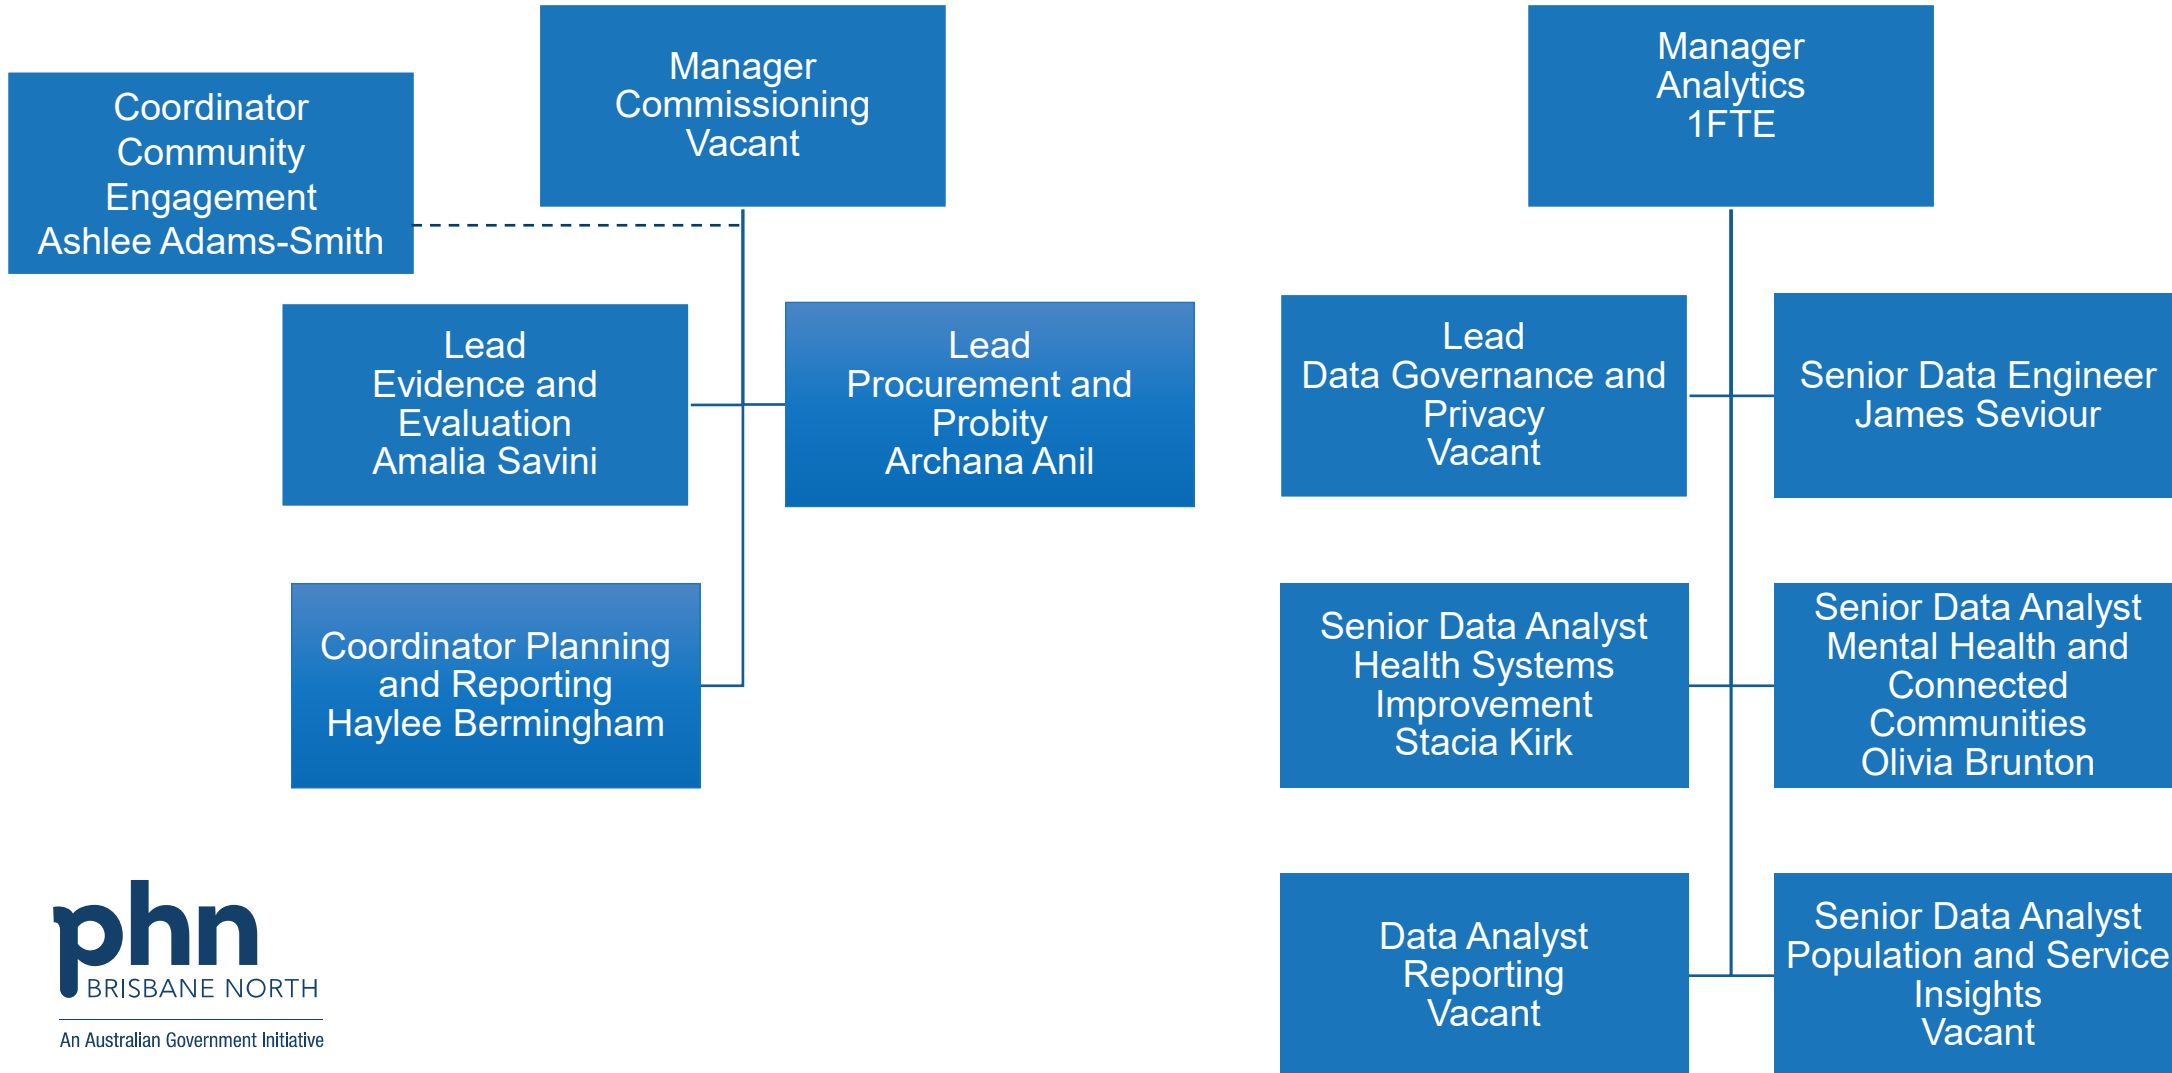 Manager
Commissioning
Vacant
Coordinator
Community
Engagement
Ashlee Adams-Smith
Lead
Evidence and
Evaluation
Amalia Savini
Lead
Procurement and
Probity
Archana Anil
Coordinator Planning
and Reporting
Haylee Bermingham
Manager
Analytics
1FTE
Lead
Data Governance and
Privacy
Vacant
Senior Data Engineer
James Seviour
Senior Data Analyst
Health Systems
Improvement
Stacia Kirk
Senior Data Analyst
Mental Health and
Connected
Communities
Olivia Brunton
Data Analyst
Reporting
Vacant
Senior Data Analyst
Population and Service
Insights
Vacant
phn
BRISBANE NORTH
An Australian Government Initiative